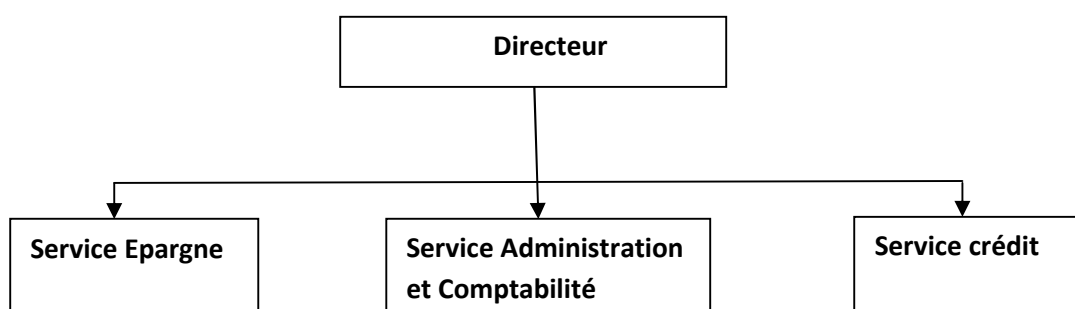 Directeur
Service Epargne
Service Administration
et Comptabilité
Service crédit